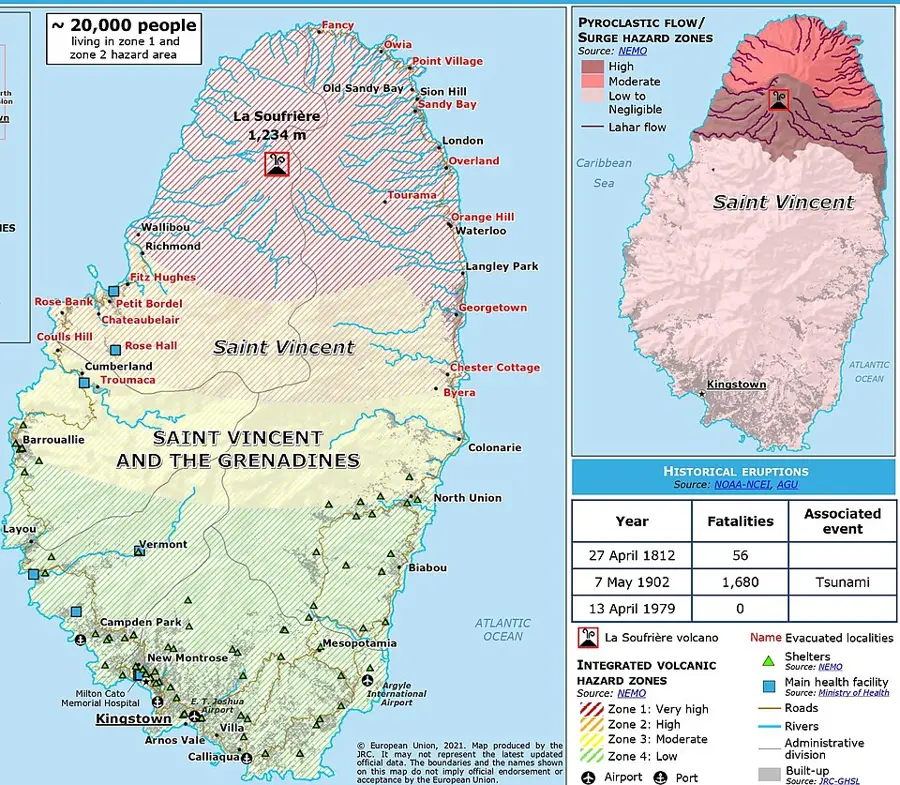 ~ 20,000 people
living in zone 1 and
zone 2 hazard area
Fancy
Owia
Point Village
Old Sandy Bay
Sion Hill
Sandy Bay
La Soufrière
1,234 m
London
Overland
Tourama
Orange Hill
Waterloo
Wallibou
Richmond
Langley Park
Fitz Hughes
Rose Bank
Petit Bordel
Chateaubelair
Georgetown
Coulls Hill
Rose Hall
Saint Vincent
Cumberland
Troumaca
Chester Cottage
Byera
Barrouallie
SAINT VINCENT
AND THE GRENADINES
Colonarie
North Union
Layou
Vermont
Biabou
Campden Park
ATLANTIC
OCEAN
Mesopotamia
New Montrose
Milton Cato
Memorial Hospital
E. T. Joshua
Airport
Argyle
International
Airport
Kingstown
Villa
Arnos Vale
Calliaqua
© European Union, 2021. Map produced by the
JRC. It may not represent the latest updated
official data. The boundaries and the names shown
on this map do not imply official endorsement or
acceptance by the European Union.
PYROCLASTIC FLOW/
SURGE HAZARD ZONES
Source: NEMO
High
Moderate
Low to
Negligible
Lahar flow
Caribbean
Sea
Saint Vincent
ATLANTIC
OCEAN
Kingstown
HISTORICAL ERUPTIONS
Source: NOAA-NCEI, AGU
Year Fatalities Associated event
27 April 1812 56
7 May 1902 1,680 Tsunami
13 April 1979 0
La Soufrière volcano
INTEGRATED VOLCANIC
HAZARD ZONES
Source: NEMO
Zone 1: Very high
Zone 2: High
Zone 3: Moderate
Zone 4: Low
Airport Port
Name Evacuated localities
Shelters
Source: NEMO
Main health facility
Source: Ministry of Health
Roads
Rivers
Administrative
division
Built-up
Source: JRC-GHSL